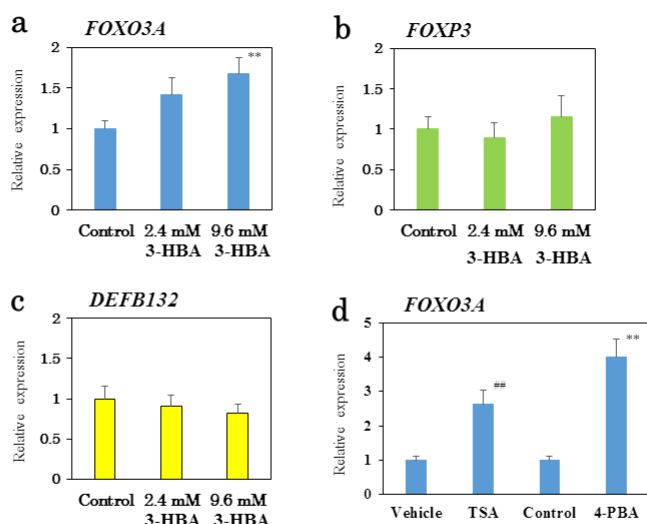 a
FOXO3A
Relative expression
2
1.5
1
0.5
0
**
Control 2.4 mM 9.6 mM
3-HBA 3-HBA
b
FOXP3
Relative expression
2
1.5
1
0.5
0
Control 2.4 mM 9.6 mM
3-HBA 3-HBA
c
DEFB132
Relative expression
2
1.5
1
0.5
0
Control 2.4 mM 9.6 mM
3-HBA 3-HBA
d
FOXO3A
Relative expression
5
4
3
2
1
0
##
**
Vehicle TSA Control 4-PBA